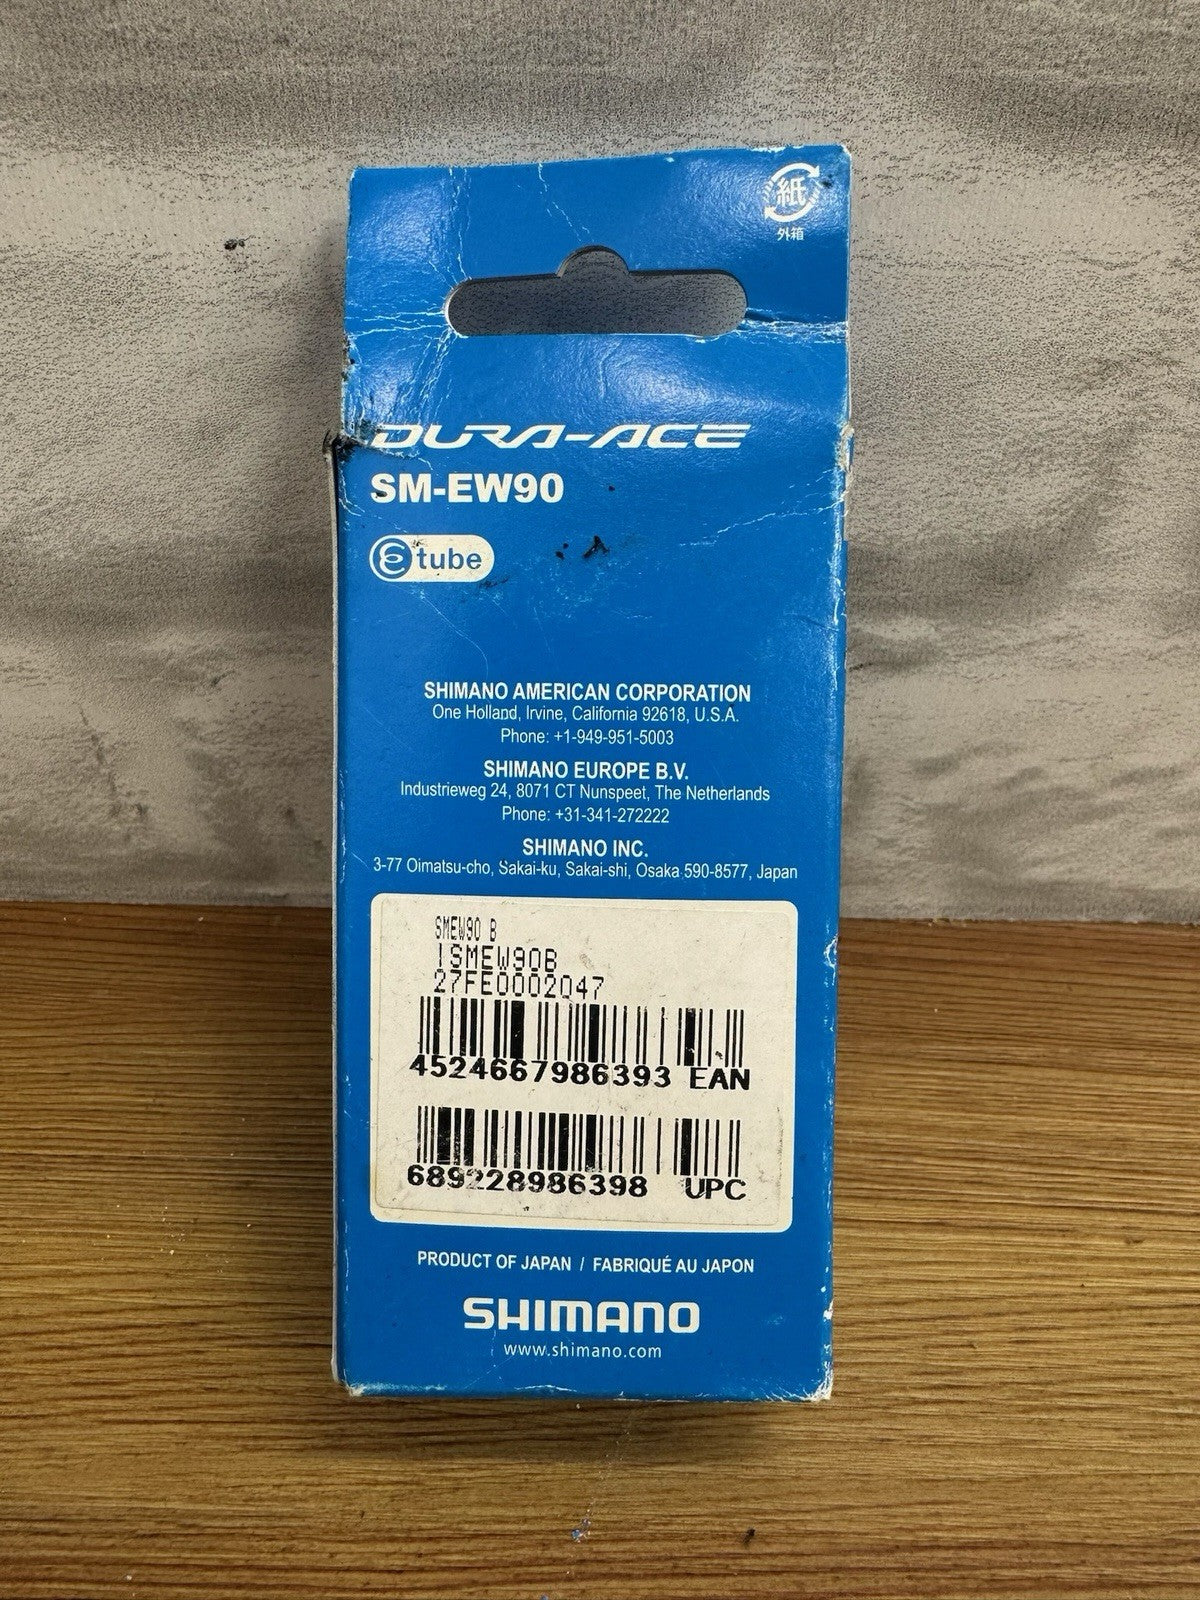 紙
外箱
DURA-ACE
SM-EW90
etube
SHIMANO AMERICAN CORPORATION
One Holland, Irvine, California 92618, U.S.A.
Phone: +1-949-951-5003
SHIMANO EUROPE B.V.
Industrieweg 24, 8071 CT Nunspeet, The Netherlands
Phone: +31-341-272222
SHIMANO INC.
3-77 Oimatsu-cho, Sakai-ku, Sakai-shi, Osaka 590-8577, Japan
SMEW90 B
ISMEW90B
27FE0002047
4524667986393 EAN
689228986398 UPC
PRODUCT OF JAPAN / FABRIQUÉ AU JAPON
SHIMANO
www.shimano.com